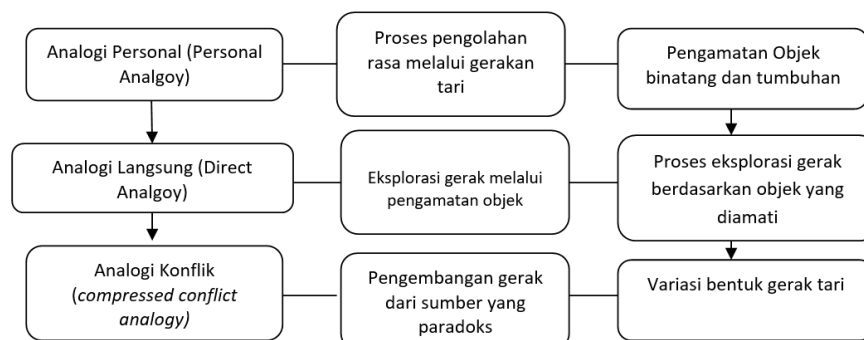 Analogi Personal (Personal
Analgoy)
Proses pengolahan
rasa melalui gerakan
tari
Pengamatan Objek
binatang dan tumbuhan
Analogi Langsung (Direct
Analgoy)
Eksplorasi gerak melalui
pengamatan objek
Proses eksplorasi gerak
berdasarkan objek yang
diamati
Analogi Konflik
(compressed conflict
analogy)
Pengembangan gerak
dari sumber yang
paradoks
Variasi bentuk gerak tari